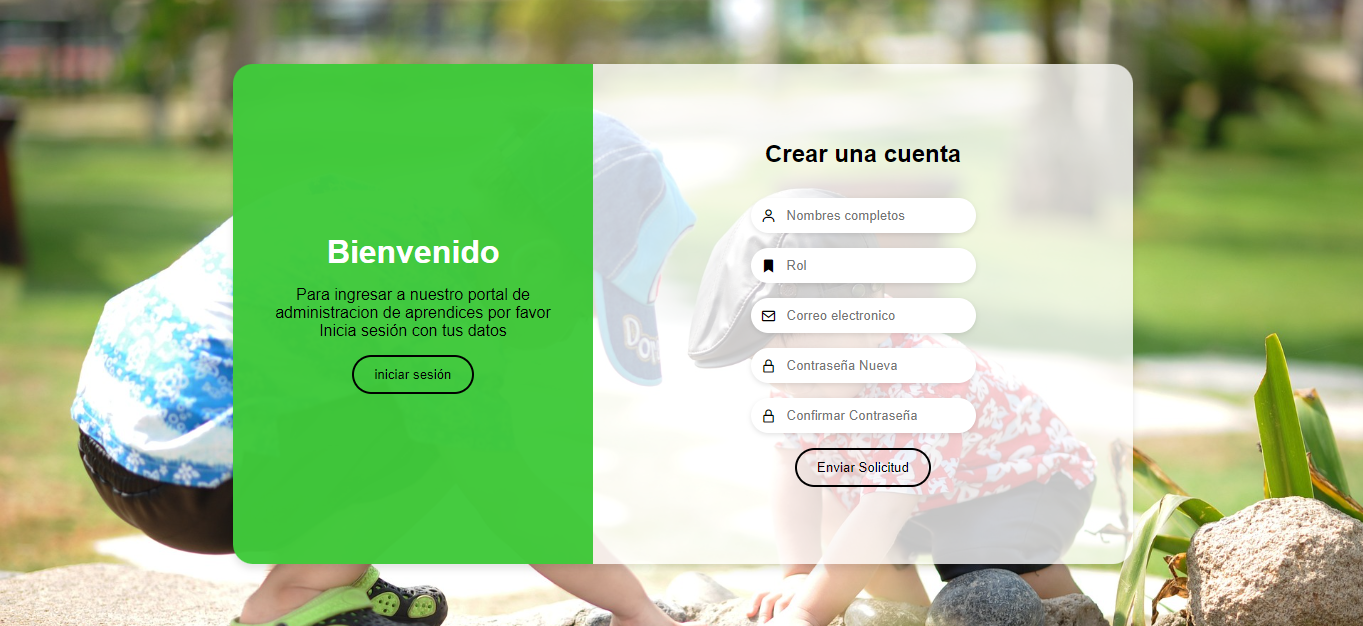 Bienvenido
Para ingresar a nuestro portal de
administracion de aprendices por favor
Inicia sesión con tus datos
iniciar sesión
Crear una cuenta
Nombres completos
Rol
Correo electronico
Contraseña Nueva
Confirmar Contraseña
Enviar Solicitud